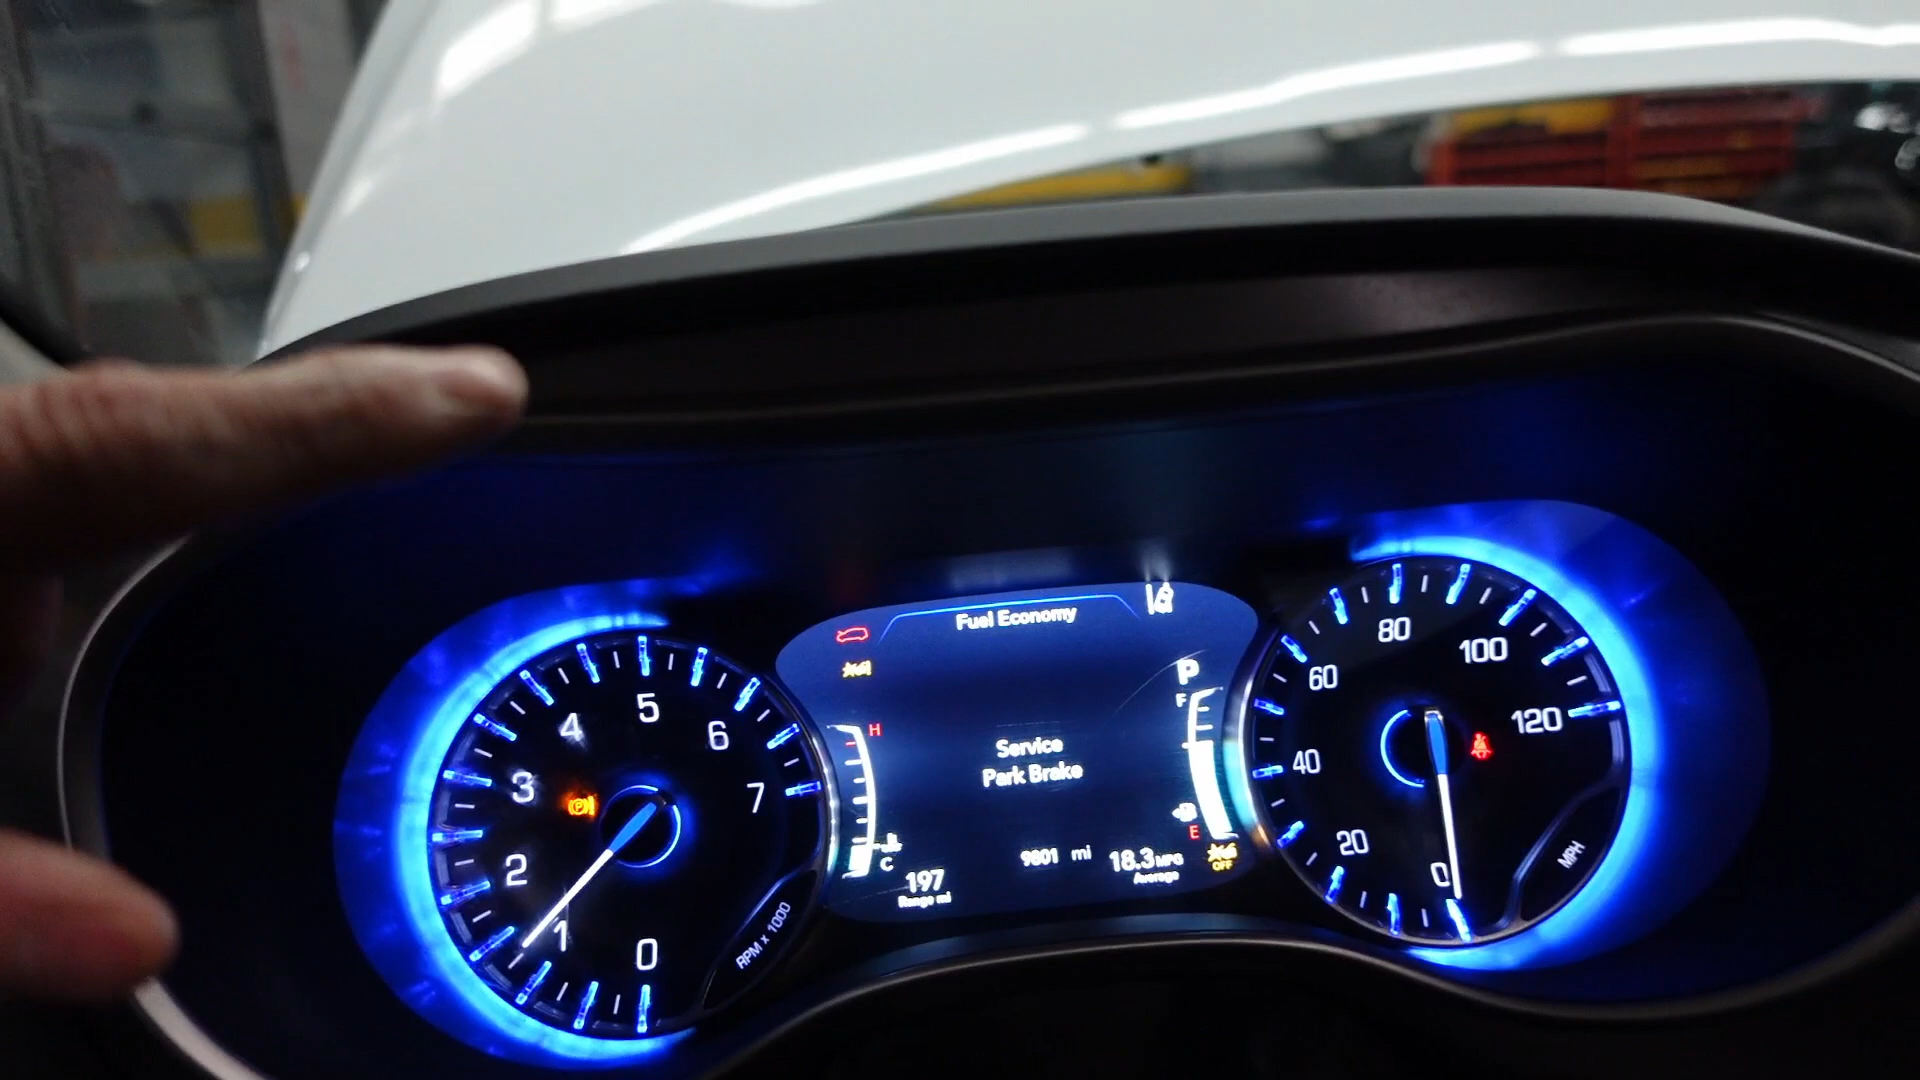 Fuel Economy
P
Service
Park Brake
H
C
F
E
197
Range mi
9801 mi
18.3 MPG
Average
OFF
0
1
2
3
4
5
6
7
RPM x 1000
(P)
0
20
40
60
80
100
120
MPH